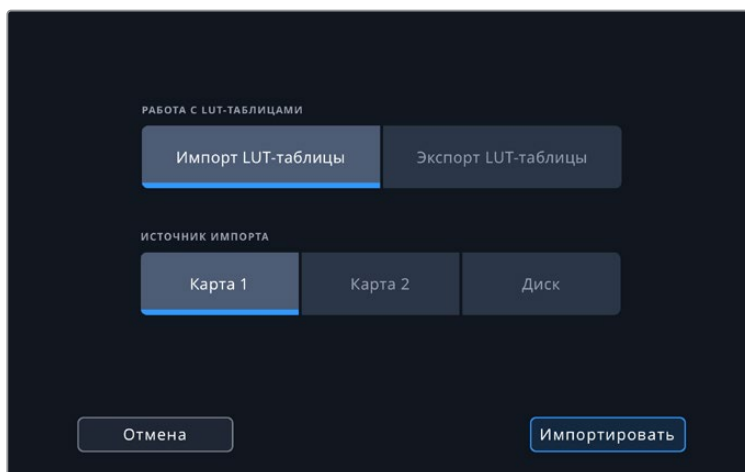 РАБОТА С LUT-ТАБЛИЦАМИ
Импорт LUT-таблицы Экспорт LUT-таблицы
ИСТОЧНИК ИМПОРТА
Карта 1 Карта 2 Диск
Отмена Импортировать